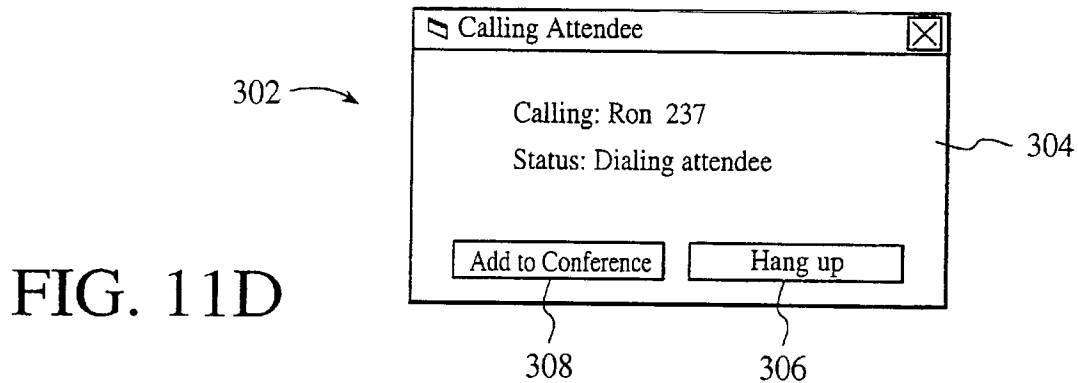 Calling Attendee
302
Calling: Ron 237
Status: Dialing attendee
304
Add to Conference
Hang up
FIG. 11D
308
306